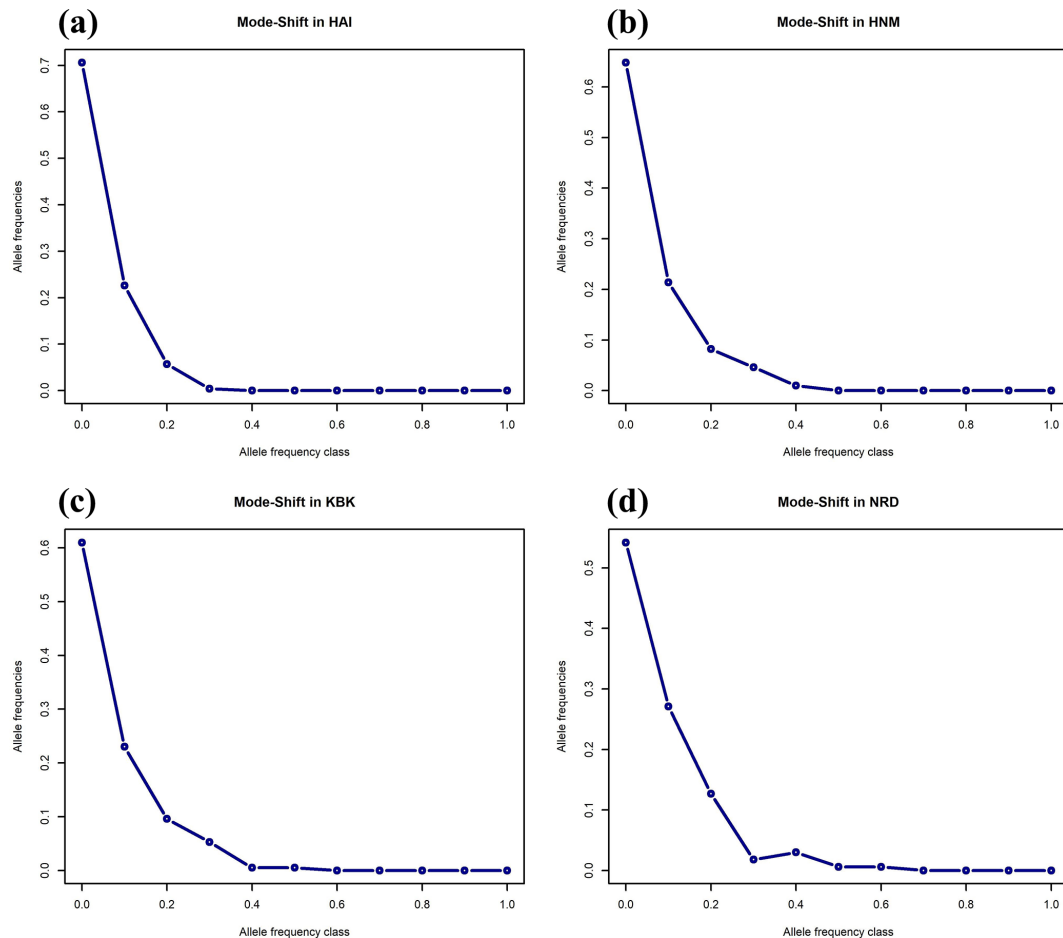 (a)
Mode-Shift in HAI
Allele frequencies
0.7
0.6
0.5
0.4
0.3
0.2
0.1
0.0
0.0 0.2 0.4 0.6 0.8 1.0
Allele frequency class
(b)
Mode-Shift in HNM
Allele frequencies
0.6
0.5
0.4
0.3
0.2
0.1
0.0
0.0 0.2 0.4 0.6 0.8 1.0
Allele frequency class
(c)
Mode-Shift in KBK
Allele frequencies
0.6
0.5
0.4
0.3
0.2
0.1
0.0
0.0 0.2 0.4 0.6 0.8 1.0
Allele frequency class
(d)
Mode-Shift in NRD
Allele frequencies
0.5
0.4
0.3
0.2
0.1
0.0
0.0 0.2 0.4 0.6 0.8 1.0
Allele frequency class